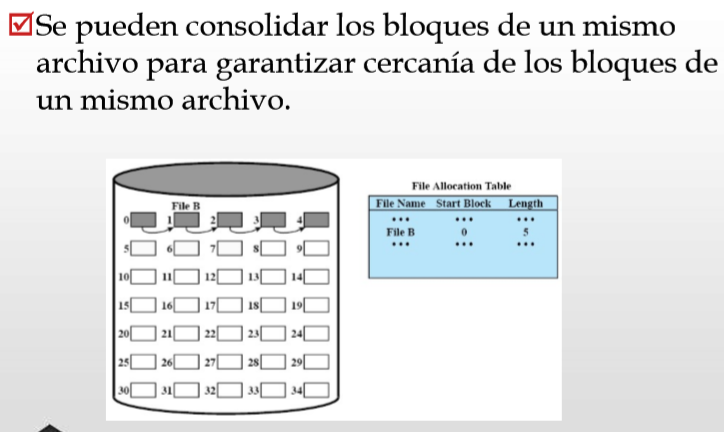 Se pueden consolidar los bloques de un mismo
archivo para garantizar cercanía de los bloques de
un mismo archivo.
File B
0 1 2 3 4
5 6 7 8 9
10 11 12 13 14
15 16 17 18 19
20 21 22 23 24
25 26 27 28 29
30 31 32 33 34
File Allocation Table
File Name Start Block Length
••• ••• •••
File B 0 5
••• ••• •••